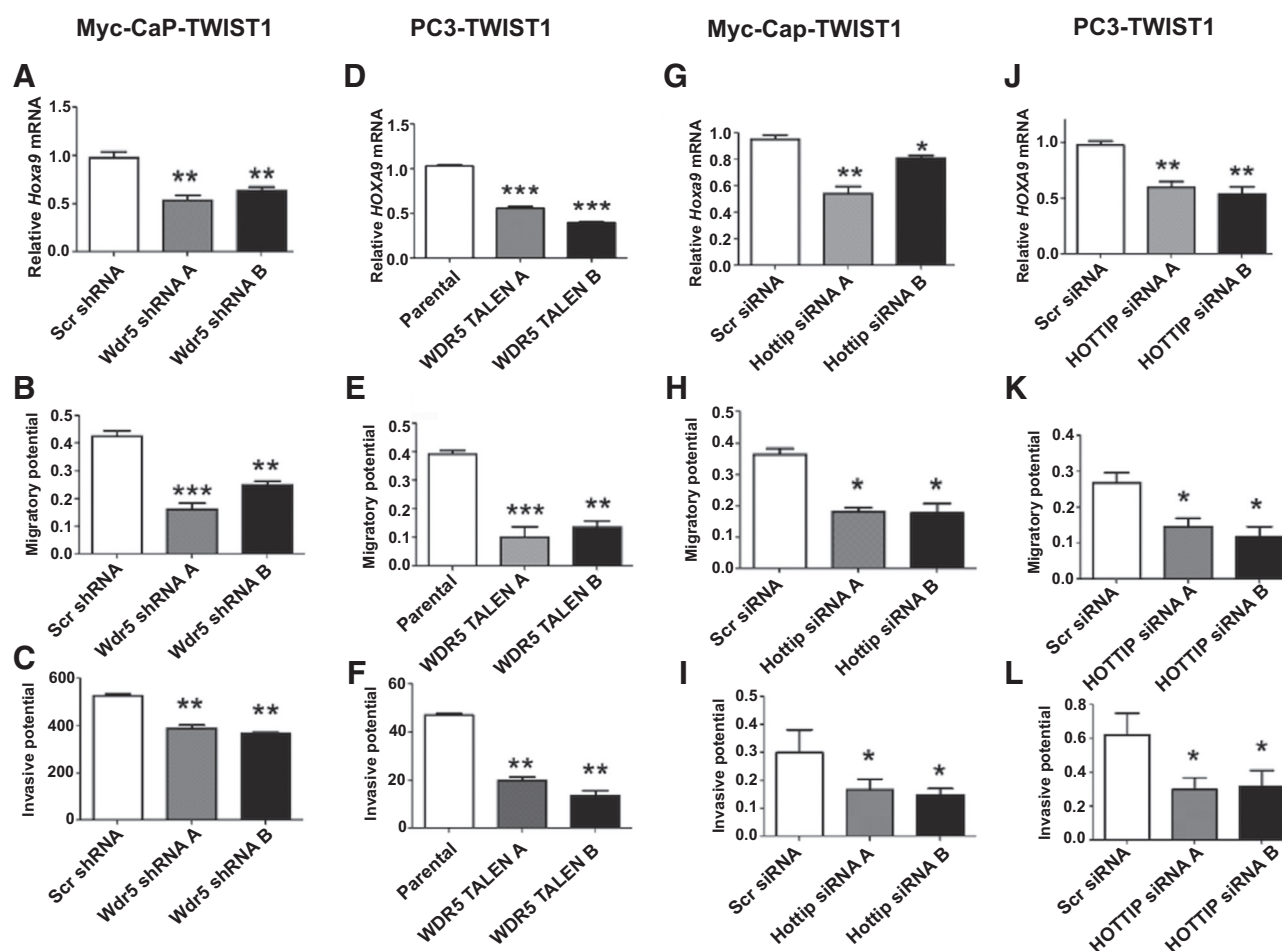 Myc-CaP-TWIST1
PC3-TWIST1
Myc-Cap-TWIST1
PC3-TWIST1
A
Relative Hoxa9 mRNA
1.5
1.0
0.5
0.0
**
**
Scr shRNA
Wdr5 shRNA A
Wdr5 shRNA B
D
Relative HOXA9 mRNA
1.5
1.0
0.5
0.0
***
***
Parental
WDR5 TALEN A
WDR5 TALEN B
G
Relative Hoxa9 mRNA
1.0
0.8
0.6
0.4
0.2
0.0
**
*
Scr siRNA
Hottip siRNA A
Hottip siRNA B
J
Relative HOXA9 mRNA
1.0
0.5
0.0
**
**
Scr siRNA
HOTTIP siRNA A
HOTTIP siRNA B
B
Migratory potential
0.5
0.4
0.3
0.2
0.1
0.0
***
**
Scr shRNA
Wdr5 shRNA A
Wdr5 shRNA B
E
Migratory potential
0.5
0.4
0.3
0.2
0.1
0.0
***
**
Parental
WDR5 TALEN A
WDR5 TALEN B
H
Migratory potential
0.5
0.4
0.3
0.2
0.1
0.0
*
*
Scr siRNA
Hottip siRNA A
Hottip siRNA B
K
Migratory potential
0.4
0.3
0.2
0.1
0.0
*
*
Scr siRNA
HOTTIP siRNA A
HOTTIP siRNA B
C
Invasive potential
600
400
200
0
**
**
Scr shRNA
Wdr5 shRNA A
Wdr5 shRNA B
F
Invasive potential
60
40
20
0
**
**
Parental
WDR5 TALEN A
WDR5 TALEN B
I
Invasive potential
0.5
0.4
0.3
0.2
0.1
0.0
*
*
Scr siRNA
Hottip siRNA A
Hottip siRNA B
L
Invasive potential
0.8
0.6
0.4
0.2
0.0
*
*
Scr siRNA
HOTTIP siRNA A
HOTTIP siRNA B